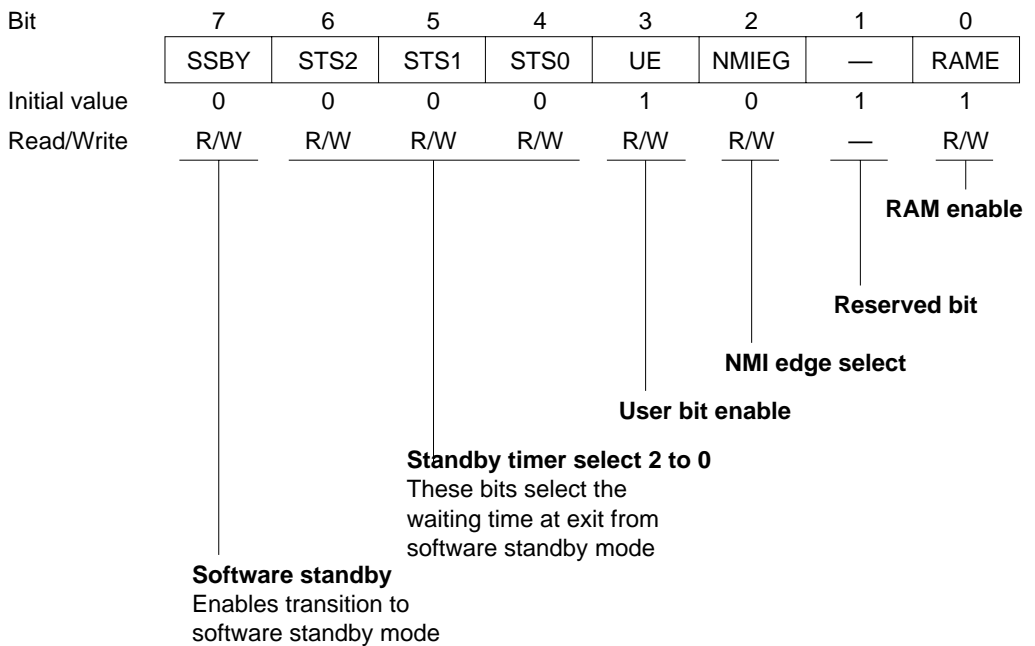 Bit 7 6 5 4 3 2 1 0
SSBY STS2 STS1 STS0 UE NMIEG — RAME
Initial value 0 0 0 0 1 0 1 1
Read/Write R/W R/W R/W R/W R/W R/W — R/W
RAM enable
Reserved bit
NMI edge select
User bit enable
Standby timer select 2 to 0
These bits select the
waiting time at exit from
software standby mode
Software standby
Enables transition to
software standby mode